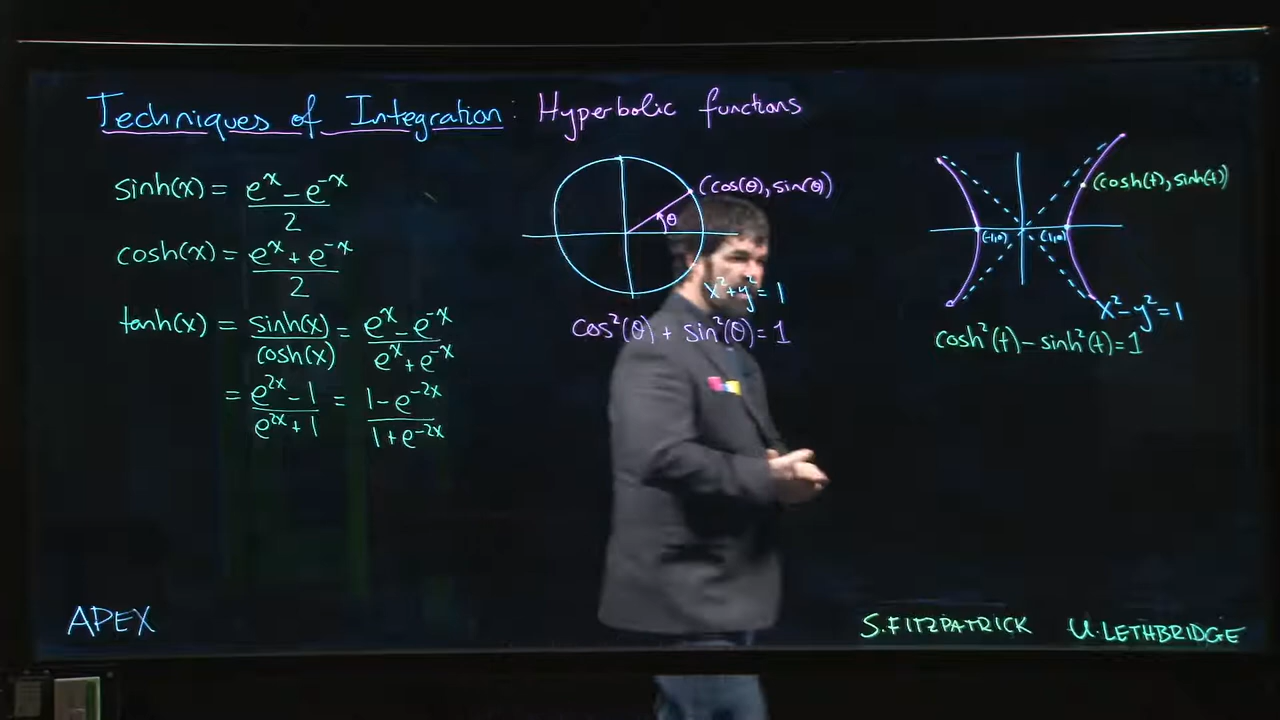 Techniques of Integration: Hyperbolic functions
sinh(x) = (e^x − e^−x)/2
cosh(x) = (e^x + e^−x)/2
tanh(x) = sinh(x)/cosh(x) = (e^x − e^−x)/(e^x + e^−x)
= (e^2x − 1)/(e^2x + 1) = (1 − e^−2x)/(1 + e^−2x)
(cos(θ), sin(θ))
θ
x² + y² = 1
cos²(θ) + sin²(θ) = 1
(cosh(t), sinh(t))
(-1,0) (1,0)
x² − y² = 1
cosh²(t) − sinh²(t) = 1
APEX
S. FITZPATRICK U. LETHBRIDGE